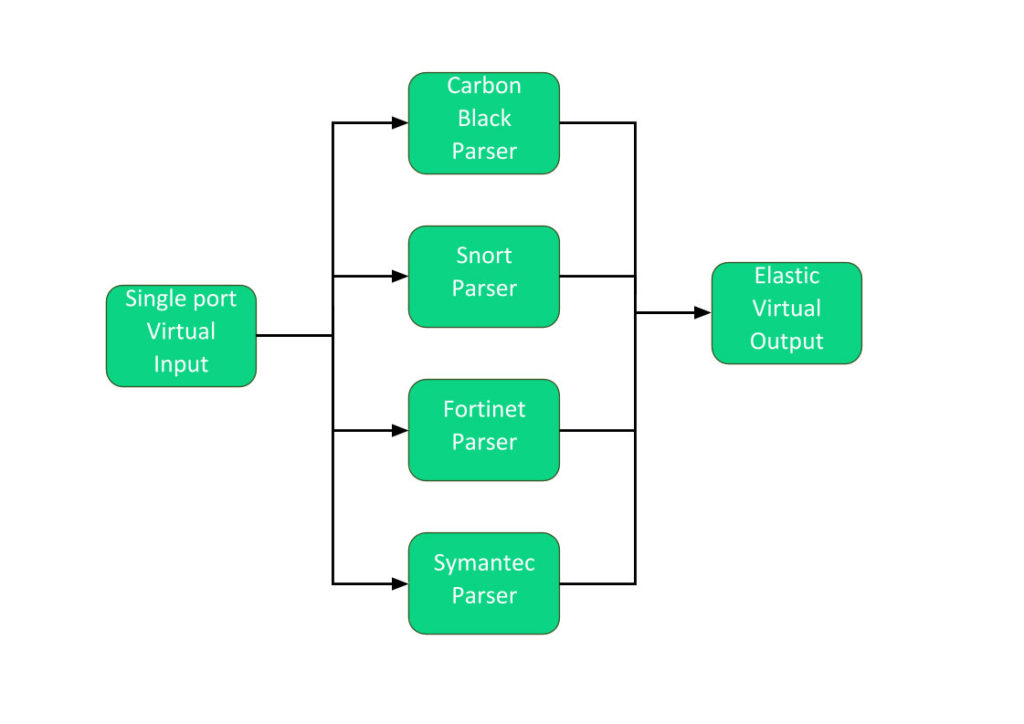 Carbon
Black
Parser
Snort
Parser
Single port
Virtual
Input
Elastic
Virtual
Output
Fortinet
Parser
Symantec
Parser